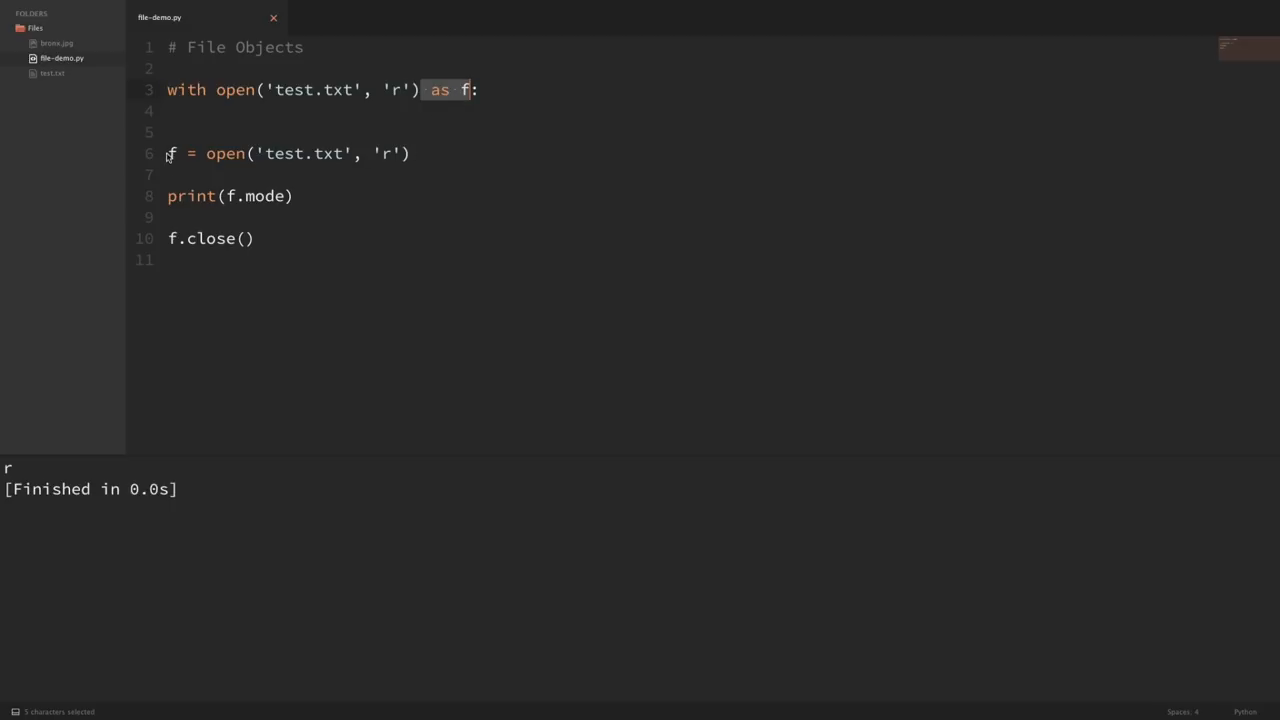 FOLDERS
Files
bronx.jpg
file-demo.py
test.txt
file-demo.py
1 # File Objects
2
3 with open('test.txt', 'r') as f:
4
5
6 f = open('test.txt', 'r')
7
8 print(f.mode)
9
10 f.close()
11
r
[Finished in 0.0s]
5 characters selected
Spaces: 4
Python